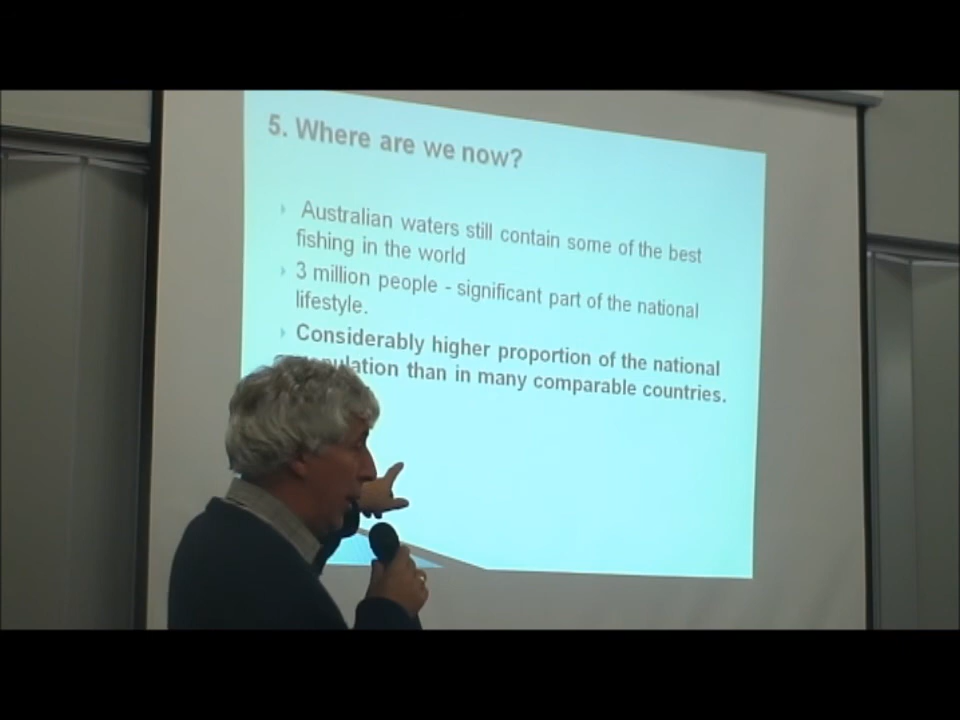 5. Where are we now?
Australian waters still contain some of the best
fishing in the world
3 million people - significant part of the national
lifestyle.
Considerably higher proportion of the national
than in many comparable countries.